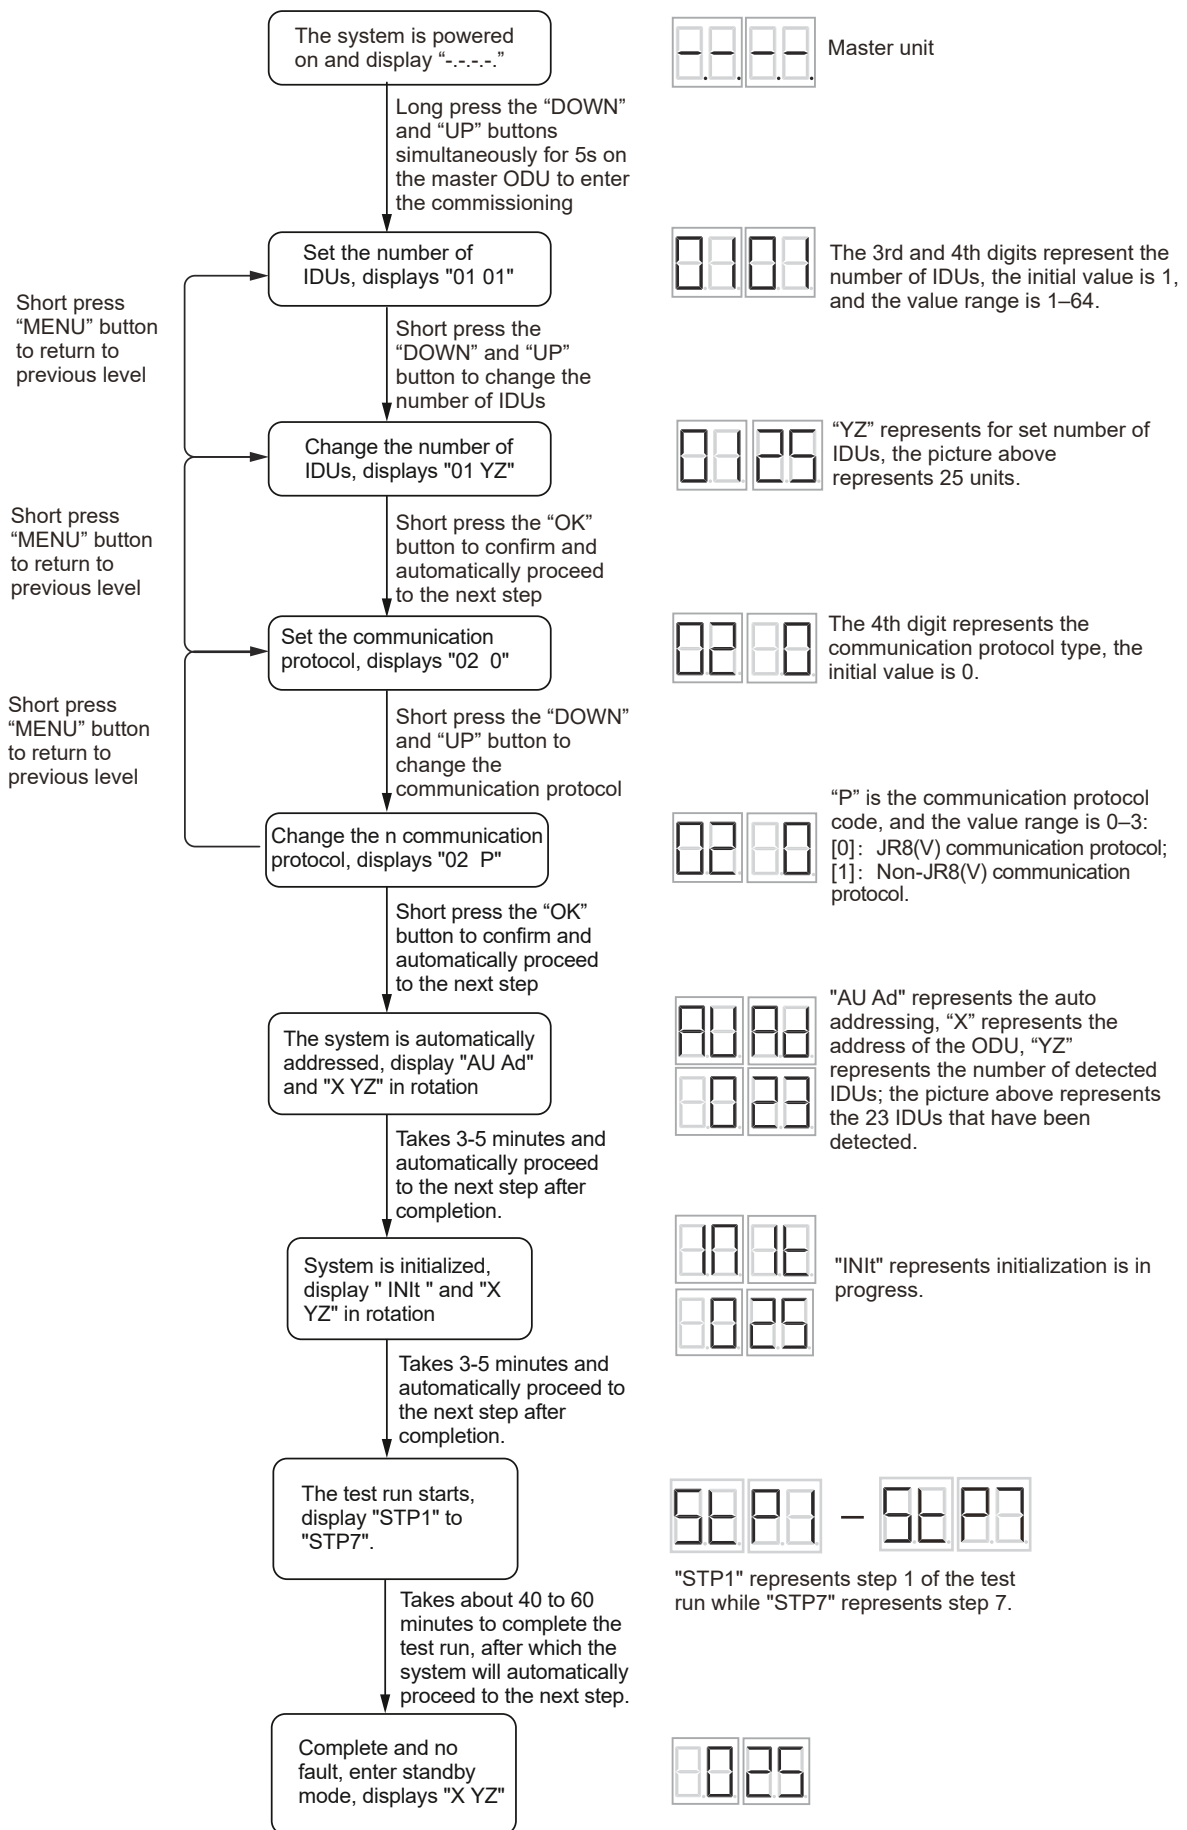 The system is powered
on and display “-.-.-.-.”
Master unit
Long press the “DOWN”
and “UP” buttons
simultaneously for 5s on
the master ODU to enter
the commissioning
Set the number of
IDUs, displays "01 01"
0101
The 3rd and 4th digits represent the
number of IDUs, the initial value is 1,
and the value range is 1–64.
Short press
“MENU” button
to return to
previous level
Short press the
“DOWN” and “UP”
button to change the
number of IDUs
Change the number of
IDUs, displays "01 YZ"
0125
“YZ” represents for set number of
IDUs, the picture above
represents 25 units.
Short press
“MENU” button
to return to
previous level
Short press the “OK”
button to confirm and
automatically proceed
to the next step
Set the communication
protocol, displays "02  0"
02 0
The 4th digit represents the
communication protocol type, the
initial value is 0.
Short press
“MENU” button
to return to
previous level
Short press the “DOWN”
and “UP” button to
change the
communication protocol
Change the n communication
protocol, displays "02  P"
02 0
“P” is the communication protocol
code, and the value range is 0–3:
[0]: JR8(V) communication protocol;
[1]: Non-JR8(V) communication
protocol.
Short press the “OK”
button to confirm and
automatically proceed
to the next step
The system is automatically
addressed, display "AU Ad"
and "X YZ" in rotation
AUAd
023
"AU Ad" represents the auto
addressing, “X” represents the
address of the ODU, “YZ”
represents the number of detected
IDUs; the picture above represents
the 23 IDUs that have been
detected.
Takes 3-5 minutes and
automatically proceed
to the next step after
completion.
System is initialized,
display " INIt " and "X
YZ" in rotation
INIt
025
"INIt" represents initialization is in
progress.
Takes 3-5 minutes and
automatically proceed to
the next step after
completion.
The test run starts,
display "STP1" to
"STP7".
StP1 – StP7
"STP1" represents step 1 of the test
run while "STP7" represents step 7.
Takes about 40 to 60
minutes to complete the
test run, after which the
system will automatically
proceed to the next step.
Complete and no
fault, enter standby
mode, displays "X YZ"
025